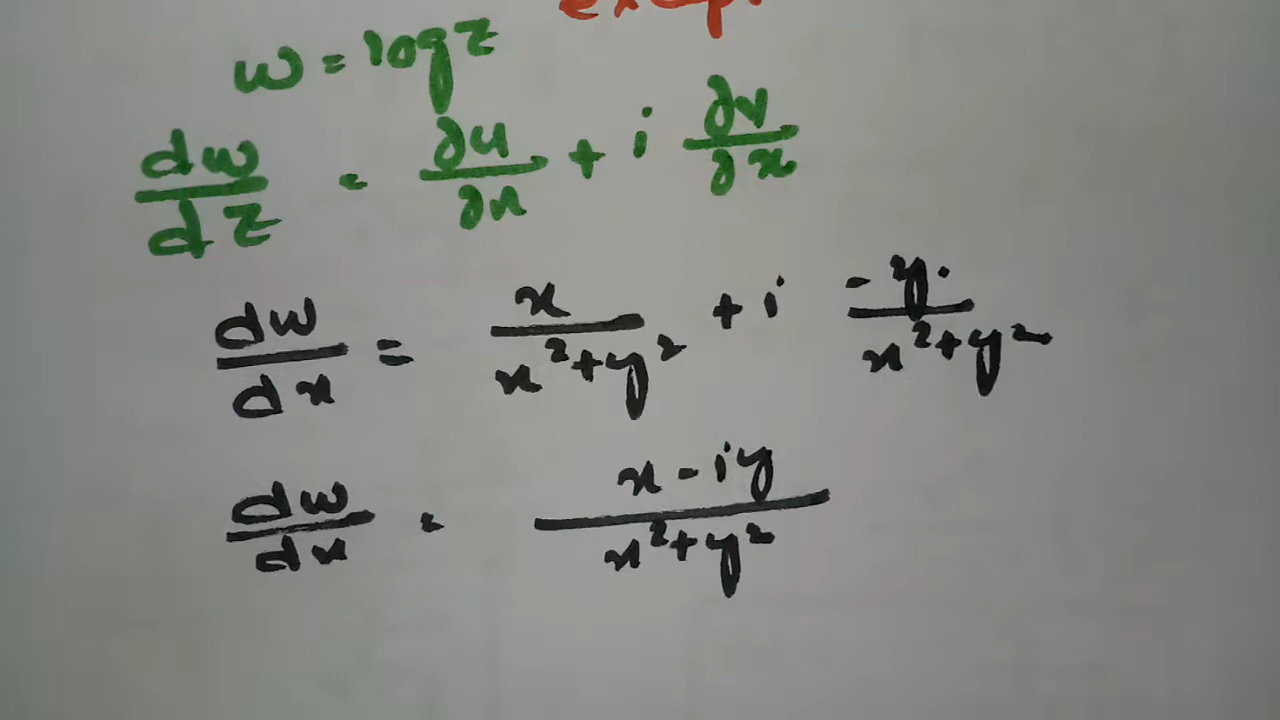 w = log z
dw/dz = ∂u/∂x + i ∂v/∂x
dw/dx = x/(x²+y²) + i -y/(x²+y²)
dw/dx = (x - iy)/(x²+y²)